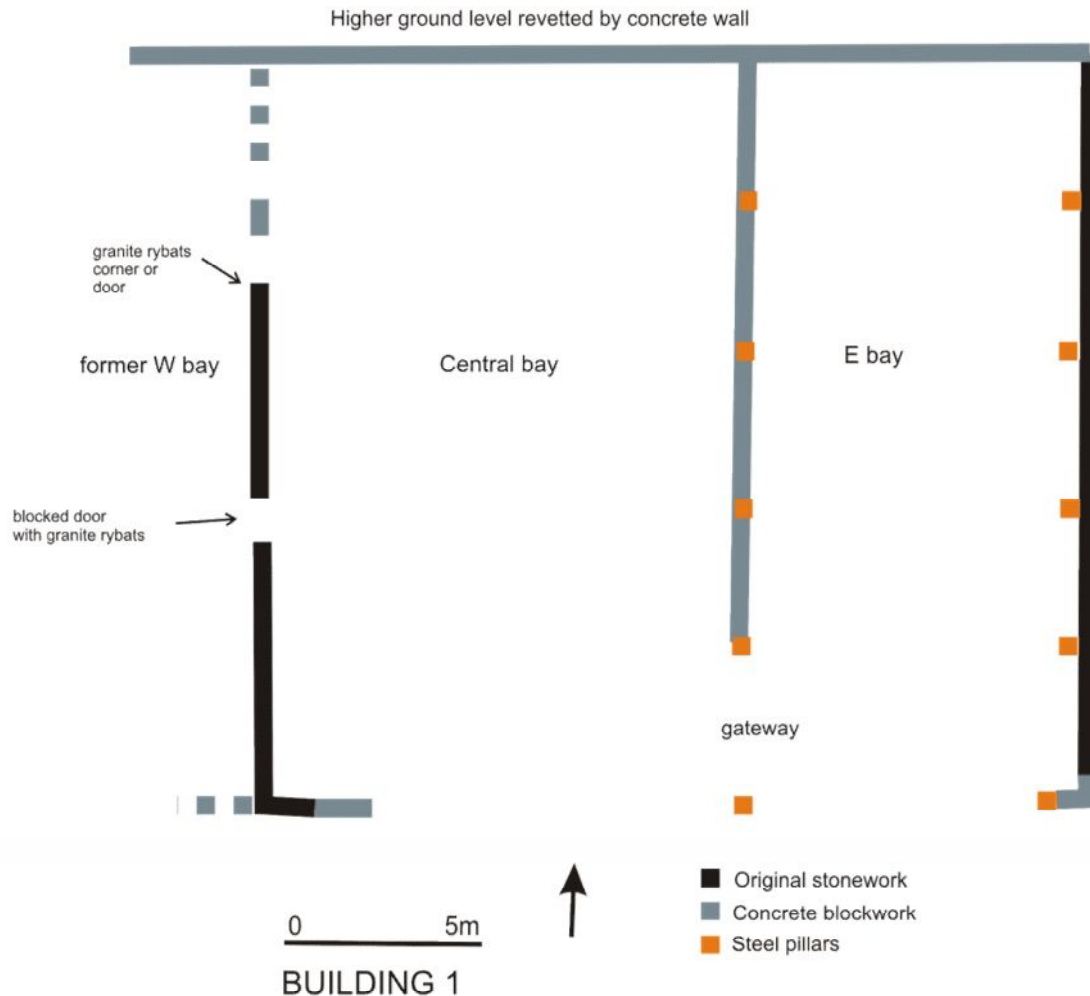 Higher ground level revetted by concrete wall
granite rybats
corner or
door
former W bay
Central bay
E bay
blocked door
with granite rybats
gateway
Original stonework
Concrete blockwork
Steel pillars
0 5m
BUILDING 1